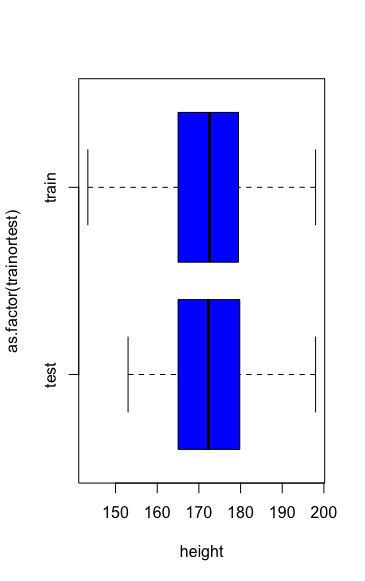 as.factor(trainortest)
train
test
150 160 170 180 190 200
height